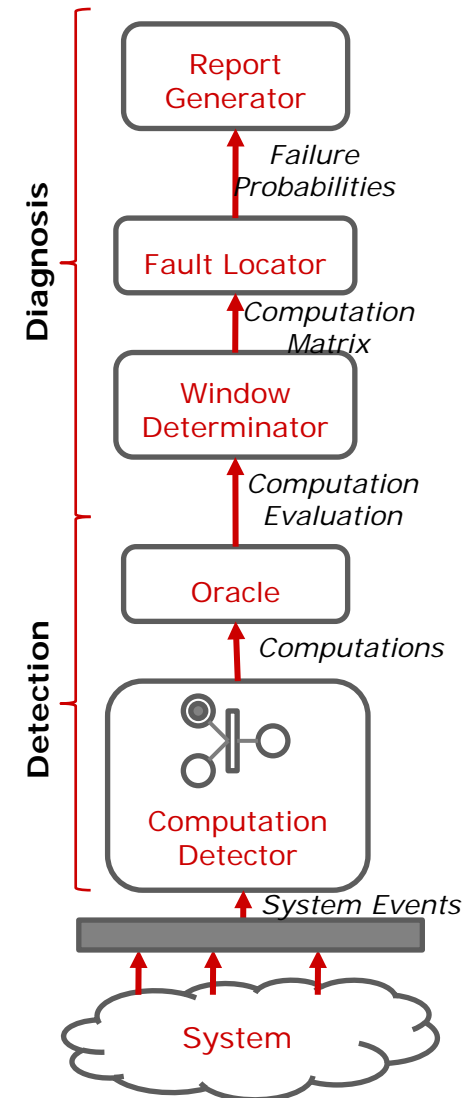 Report
Generator
Failure
Probabilities
Diagnosis
Fault Locator
Computation
Matrix
Window
Determinator
Computation
Evaluation
Oracle
Detection
Computations
Computation
Detector
System Events
System